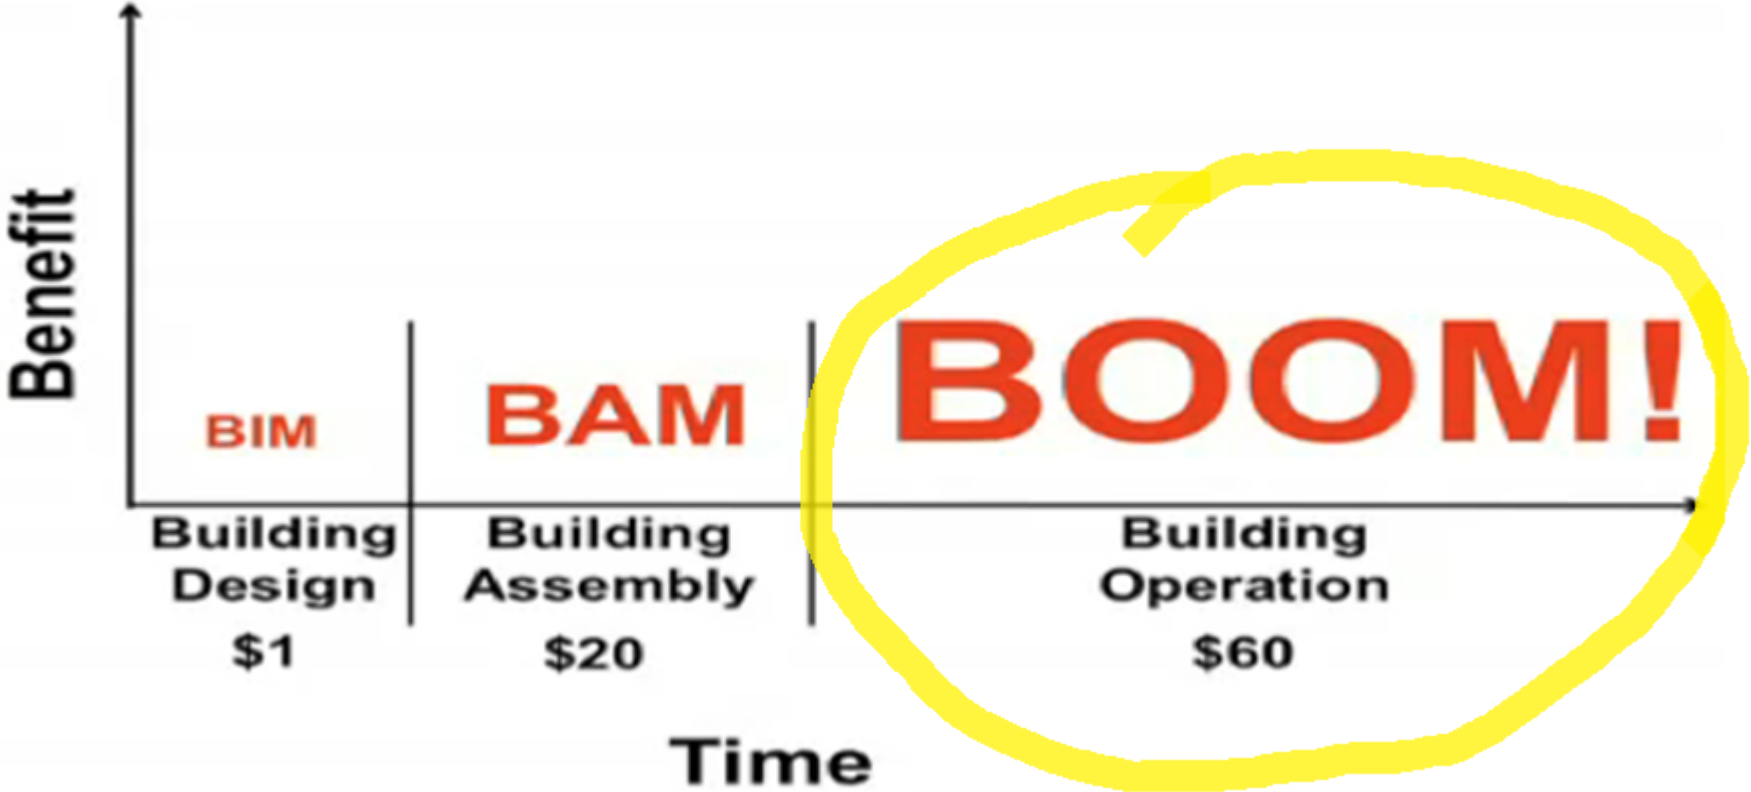 Benefit
BIM
BAM
BOOM!
Building
Design
$1
Building
Assembly
$20
Building
Operation
$60
Time